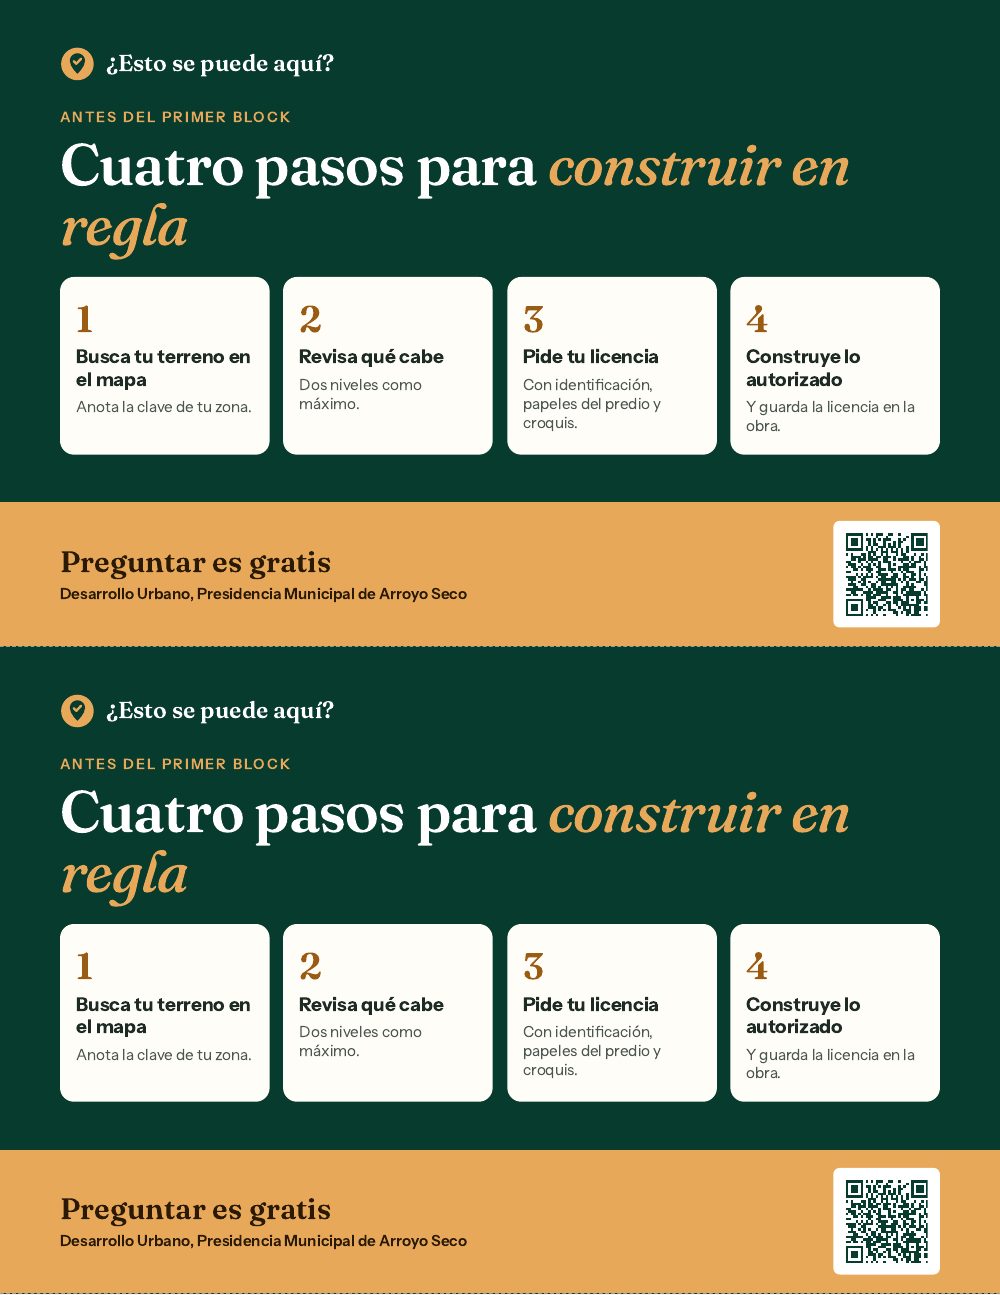 ¿Esto se puede aquí?
ANTES DEL PRIMER BLOCK
Cuatro pasos para construir en
regla
1
Busca tu terreno en
el mapa
Anota la clave de tu zona.
2
Revisa qué cabe
Dos niveles como
máximo.
3
Pide tu licencia
Con identificación,
papeles del predio y
croquis.
4
Construye lo
autorizado
Y guarda la licencia en la
obra.
Preguntar es gratis
Desarrollo Urbano, Presidencia Municipal de Arroyo Seco
¿Esto se puede aquí?
ANTES DEL PRIMER BLOCK
Cuatro pasos para construir en
regla
1
Busca tu terreno en
el mapa
Anota la clave de tu zona.
2
Revisa qué cabe
Dos niveles como
máximo.
3
Pide tu licencia
Con identificación,
papeles del predio y
croquis.
4
Construye lo
autorizado
Y guarda la licencia en la
obra.
Preguntar es gratis
Desarrollo Urbano, Presidencia Municipal de Arroyo Seco